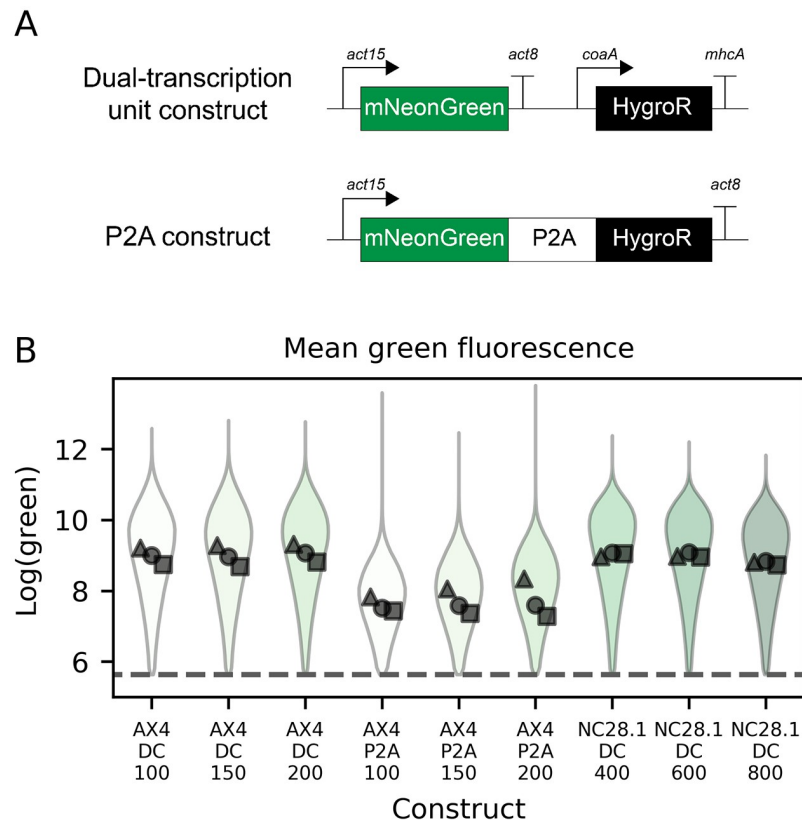 A
Dual-transcription
unit construct
act15
act8
coaA
mhcA
mNeonGreen
HygroR
P2A construct
act15
act8
mNeonGreen
P2A
HygroR
B
Mean green fluorescence
Log(green)
12
10
8
6
AX4
DC
100
AX4
DC
150
AX4
DC
200
AX4
P2A
100
AX4
P2A
150
AX4
P2A
200
NC28.1
DC
400
NC28.1
DC
600
NC28.1
DC
800
Construct